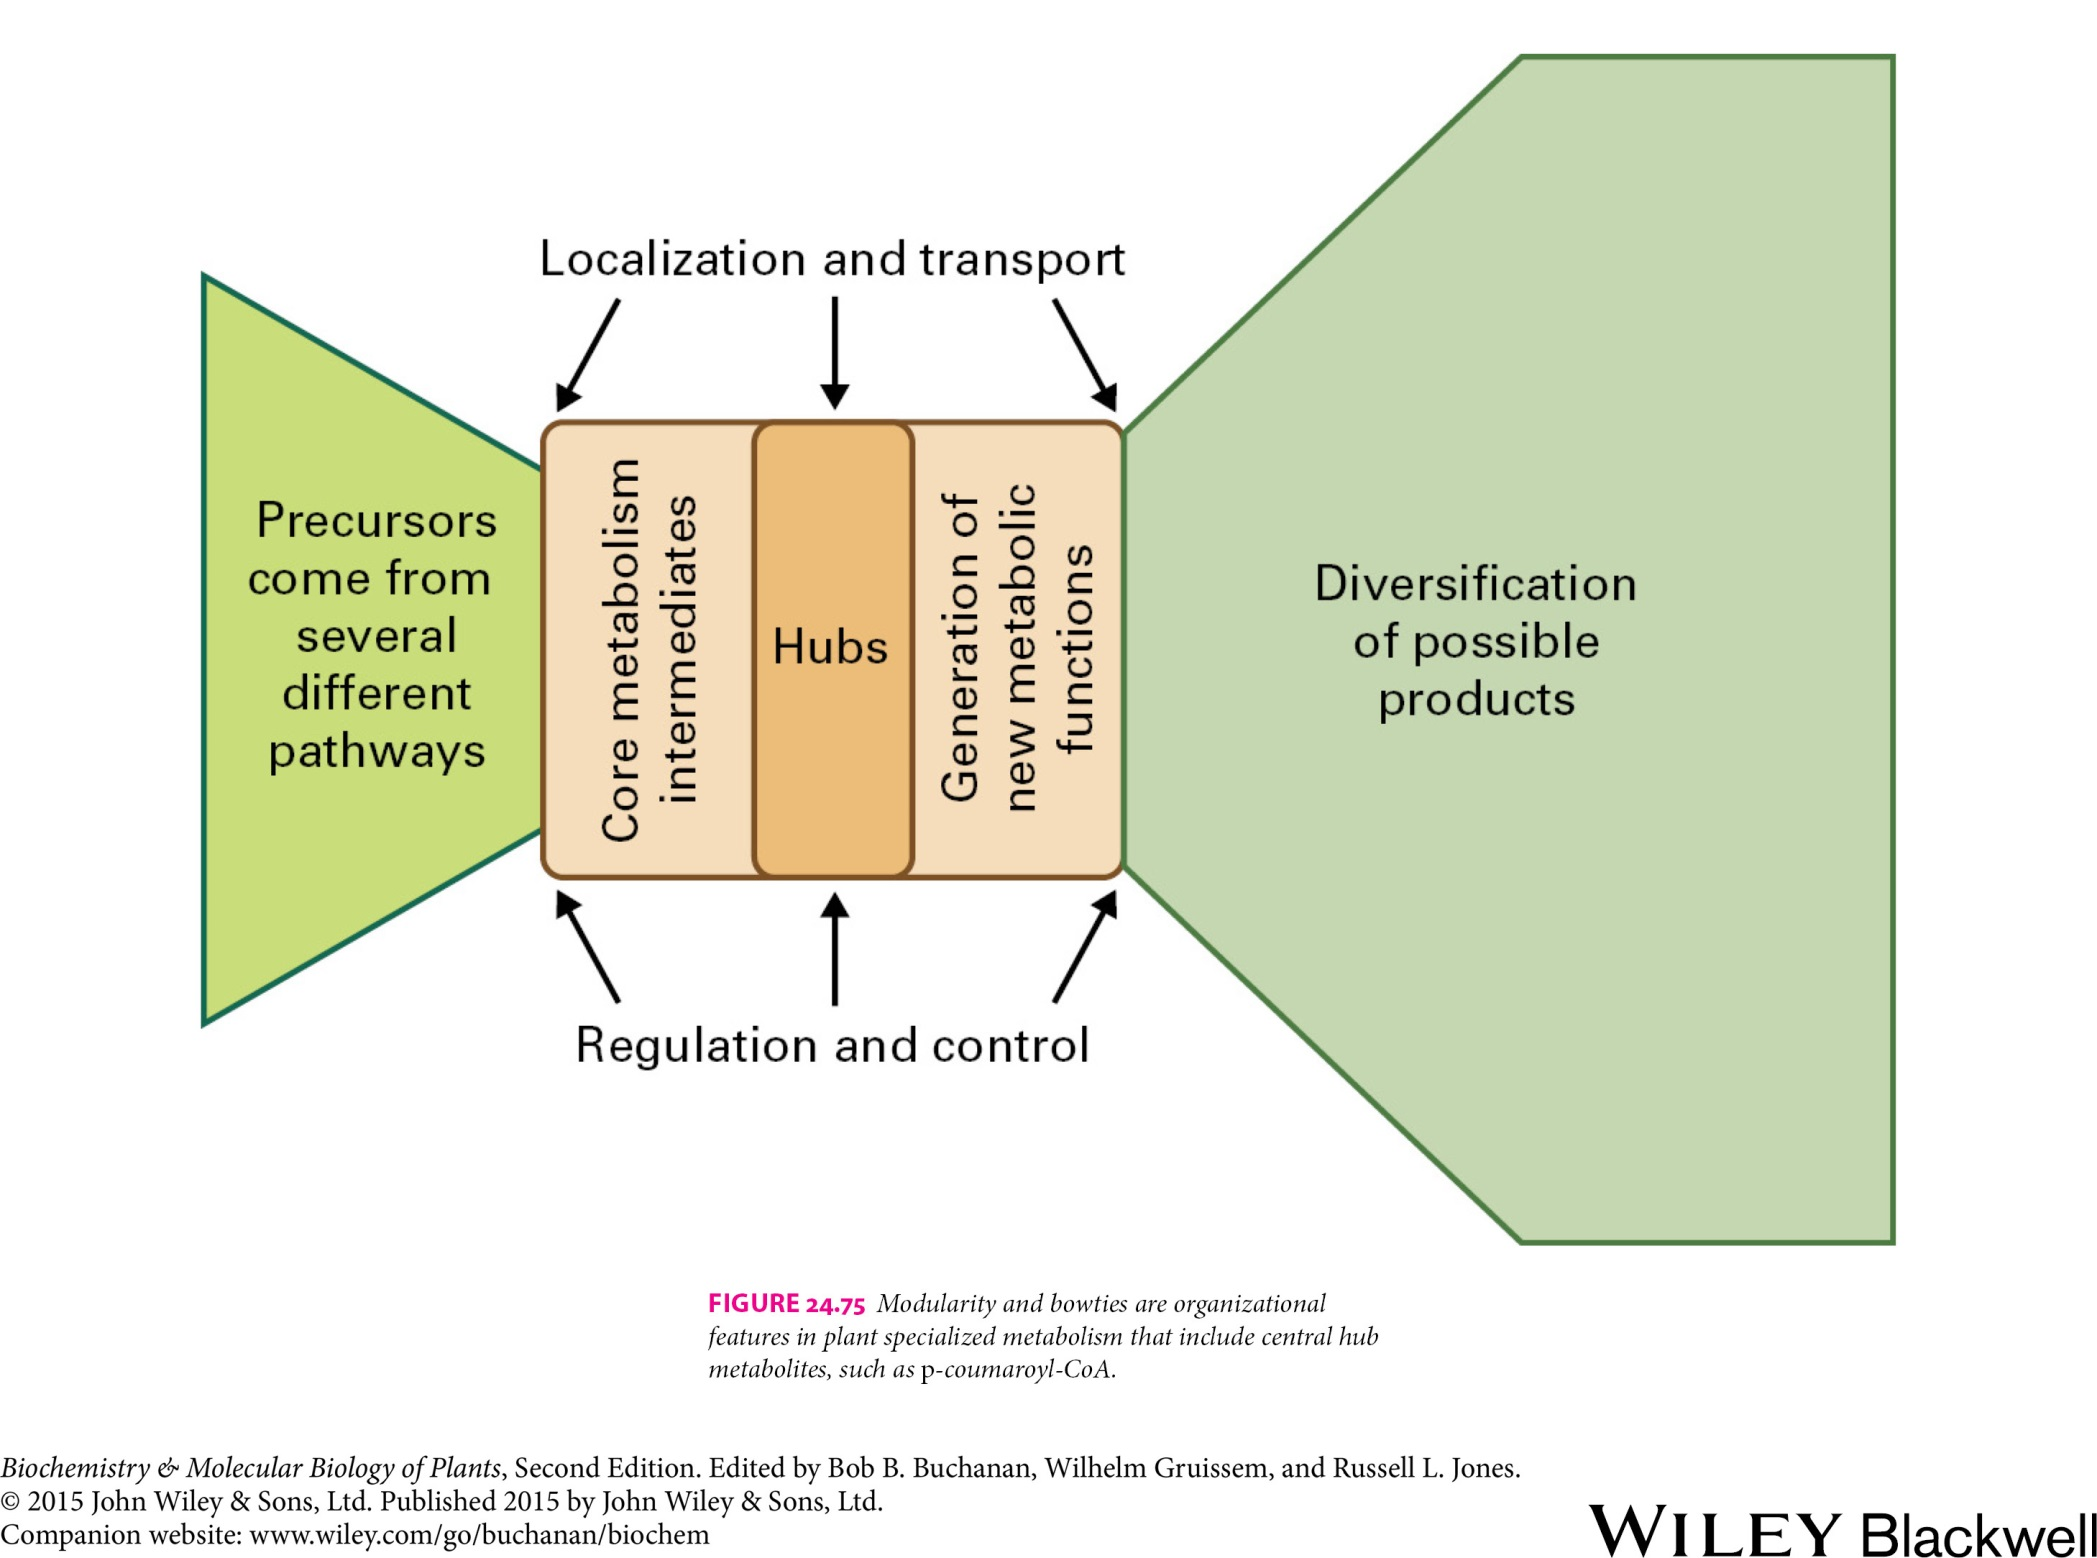 Localization and transport
Precursors
come from
several
different
pathways
Core metabolism
intermediates
Hubs
Generation of
new metabolic
functions
Diversification
of possible
products
Regulation and control
FIGURE 24.75 Modularity and bowties are organizational
features in plant specialized metabolism that include central hub
metabolites, such as p-coumaroyl-CoA.
Biochemistry & Molecular Biology of Plants, Second Edition. Edited by Bob B. Buchanan, Wilhelm Gruissem, and Russell L. Jones.
© 2015 John Wiley & Sons, Ltd. Published 2015 by John Wiley & Sons, Ltd.
Companion website: www.wiley.com/go/buchanan/biochem
WILEY Blackwell